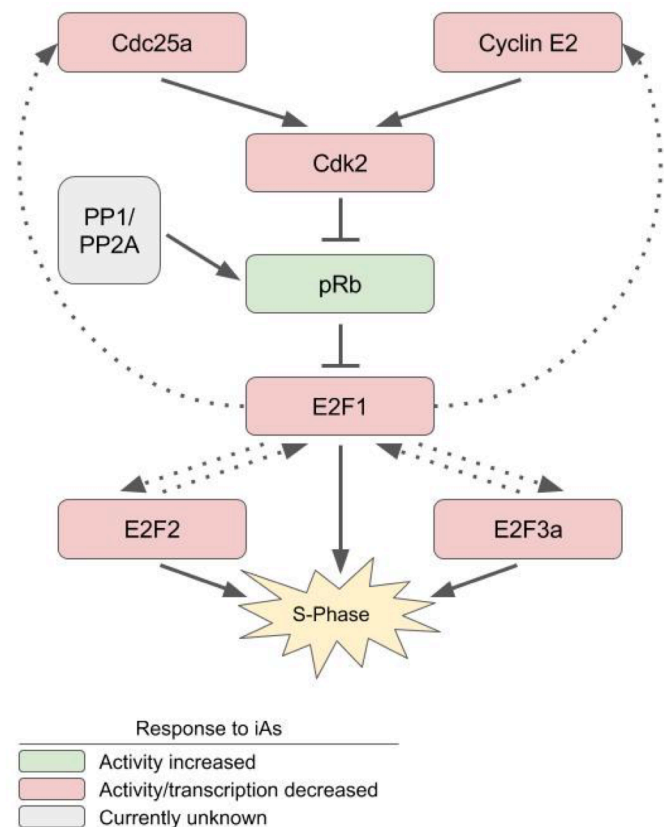 Cdc25a
Cyclin E2
Cdk2
PP1/
PP2A
pRb
E2F1
E2F2
E2F3a
S-Phase
Response to iAs
Activity increased
Activity/transcription decreased
Currently unknown